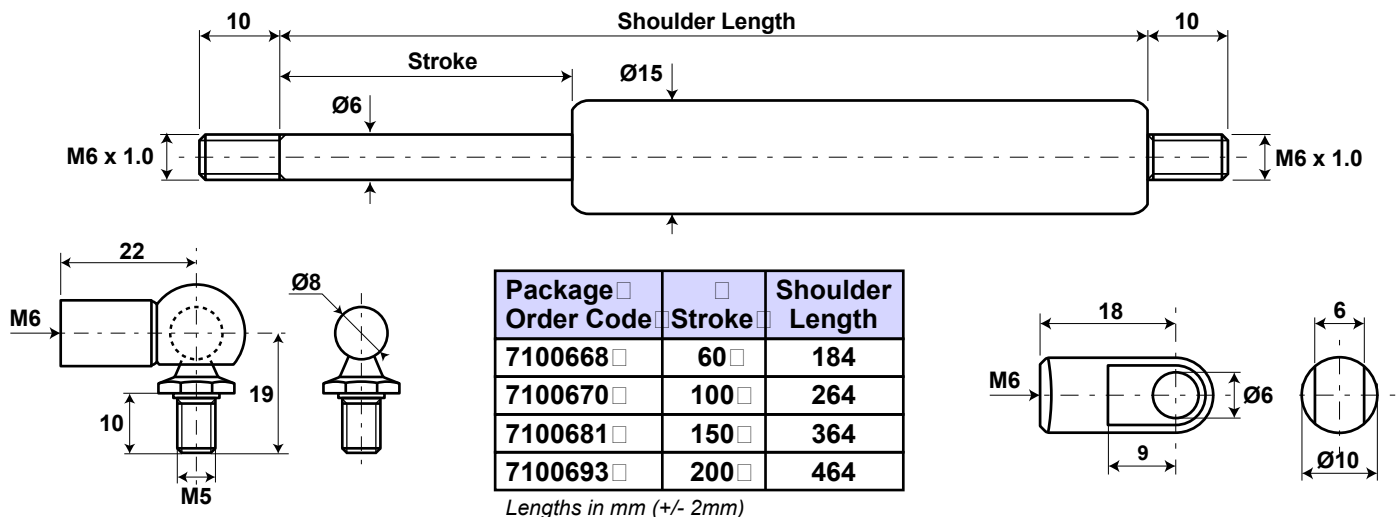 10
Shoulder Length
10
Stroke
Ø15
Ø6
M6 x 1.0
M6 x 1.0
22
M6
19
10
M5
Ø8
Package Order Code Stroke Shoulder Length
7100668 60 184
7100670 100 264
7100681 150 364
7100693 200 464
Lengths in mm (+/- 2mm)
18
M6
Ø6
9
6
Ø10